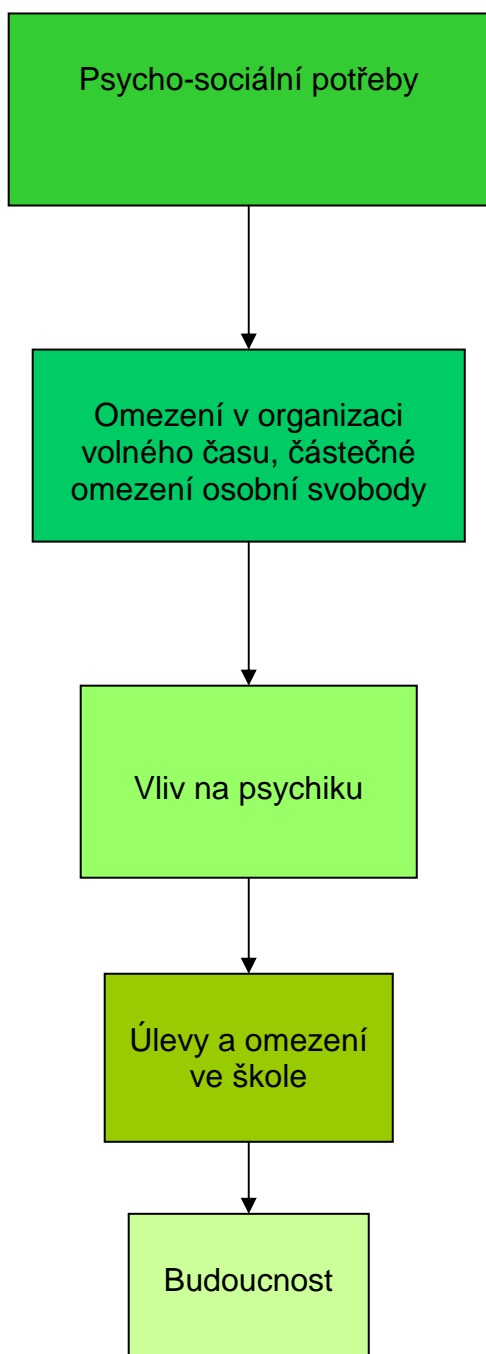 Psycho-sociální potřeby
Omezení v organizaci
volného času, částečné
omezení osobní svobody
Vliv na psychiku
Úlevy a omezení
ve škole
Budoucnost